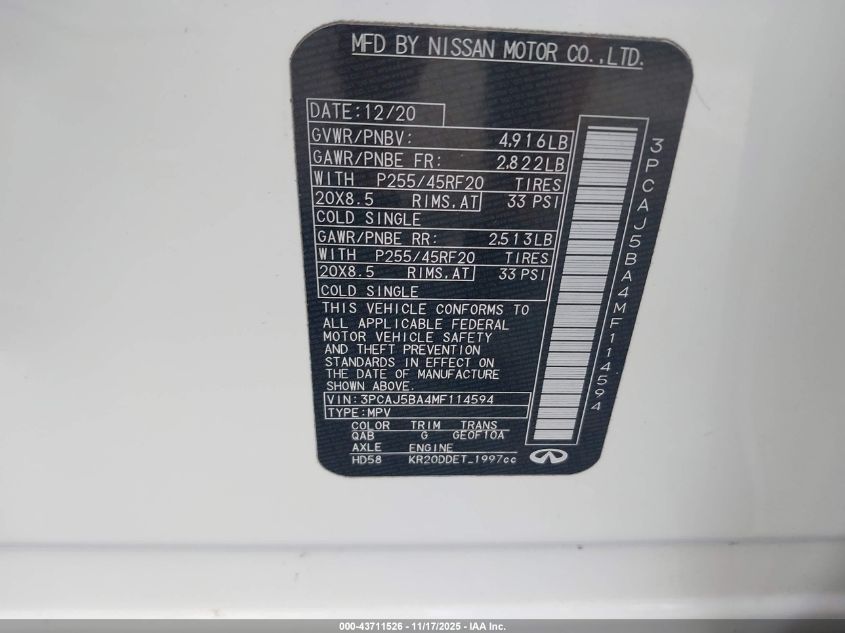 MFD BY NISSAN MOTOR CO.,LTD.
DATE:12/20
GVWR/PNBV: 4,916LB
GAWR/PNBE FR: 2,822LB
WITH P255/45RF20 TIRES
20X8.5 RIMS,AT 33 PSI
COLD SINGLE
GAWR/PNBE RR: 2,513LB
WITH P255/45RF20 TIRES
20X8.5 RIMS,AT 33 PSI
COLD SINGLE
THIS VEHICLE CONFORMS TO
ALL APPLICABLE FEDERAL
MOTOR VEHICLE SAFETY
AND THEFT PREVENTION
STANDARDS IN EFFECT ON
THE DATE OF MANUFACTURE
SHOWN ABOVE.
VIN:3PCAJ5BA4MF114594
TYPE:MPV
COLOR TRIM TRANS
QAB G GE0F10A
AXLE ENGINE
HD58 KR20DDET_1997cc
3PCAJ5BA4MF114594
000-43711526 - 11/17/2025 - IAA Inc.